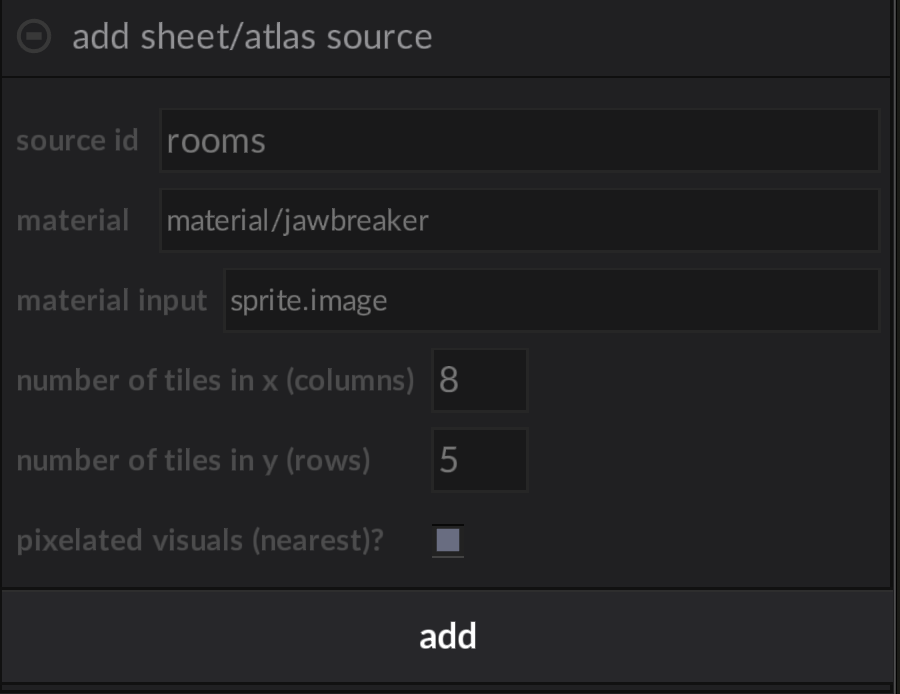 add sheet/atlas source
source id rooms
material material/jawbreaker
material input sprite.image
number of tiles in x (columns) 8
number of tiles in y (rows) 5
pixelated visuals (nearest)?
add